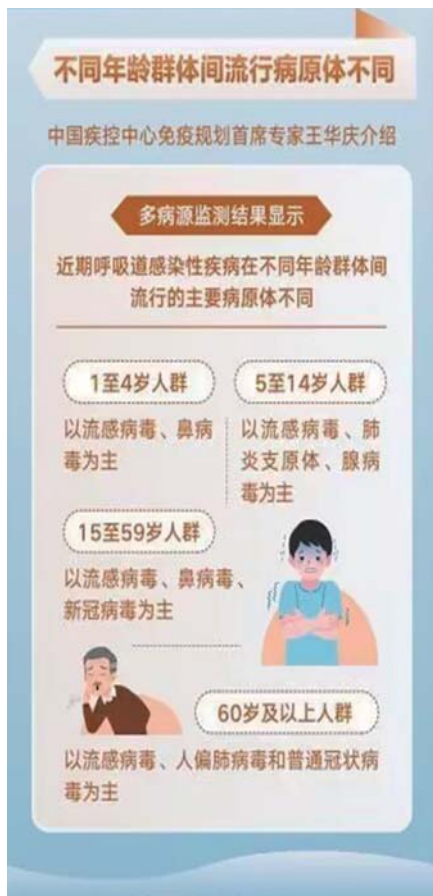 不同年龄群体间流行病原体不同
中国疾控中心免疫规划首席专家王华庆介绍
多病源监测结果显示
近期呼吸道感染性疾病在不同年龄群体间
流行的主要病原体不同
1至4岁人群
以流感病毒、鼻病
毒为主
5至14岁人群
以流感病毒、肺
炎支原体、腺病
毒为主
15至59岁人群
以流感病毒、鼻病毒、
新冠病毒为主
60岁及以上人群
以流感病毒、人偏肺病毒和普通冠状病
毒为主